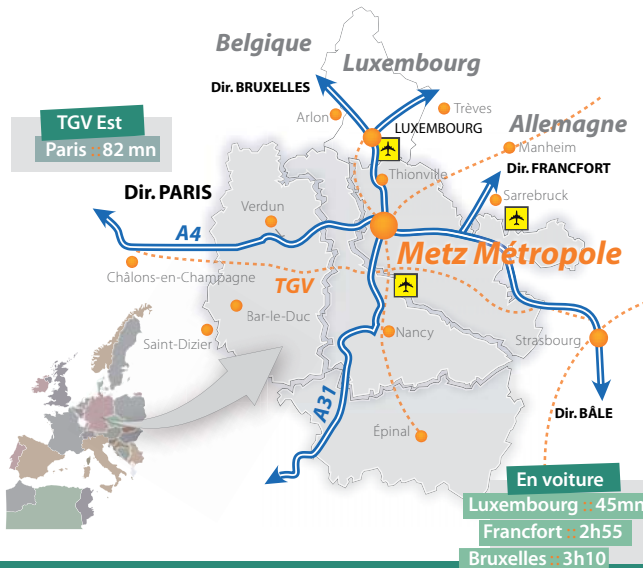 Belgique
Luxembourg
Dir. BRUXELLES
Trèves
Arlon
LUXEMBOURG
Allemagne
TGV Est
Paris :: 82 mn
Manheim
Dir. FRANCFORT
Thionville
Dir. PARIS
Sarrebruck
Verdun
A4
Metz Métropole
Châlons-en-Champagne
TGV
Bar-le-Duc
Nancy
Saint-Dizier
Strasbourg
A31
Dir. BÂLE
Épinal
En voiture
Luxembourg :: 45mn
Francfort :: 2h55
Bruxelles :: 3h10